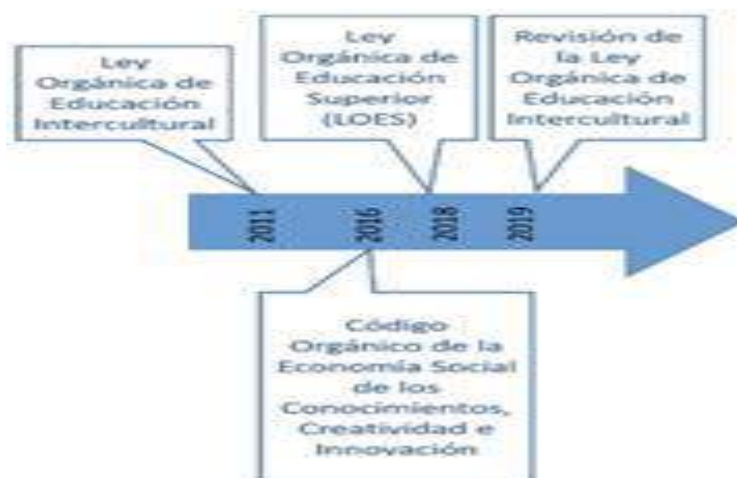 Ley
Orgánica de
Educación
Intercultural
Ley
Orgánica de
Educación
Superior
(LOES)
Revisión de
la Ley
Orgánica de
Educación
Intercultural
2011
2016
2018
2019
Código
Orgánico de la
Economía Social
de los
Conocimientos,
Creatividad e
Innovación